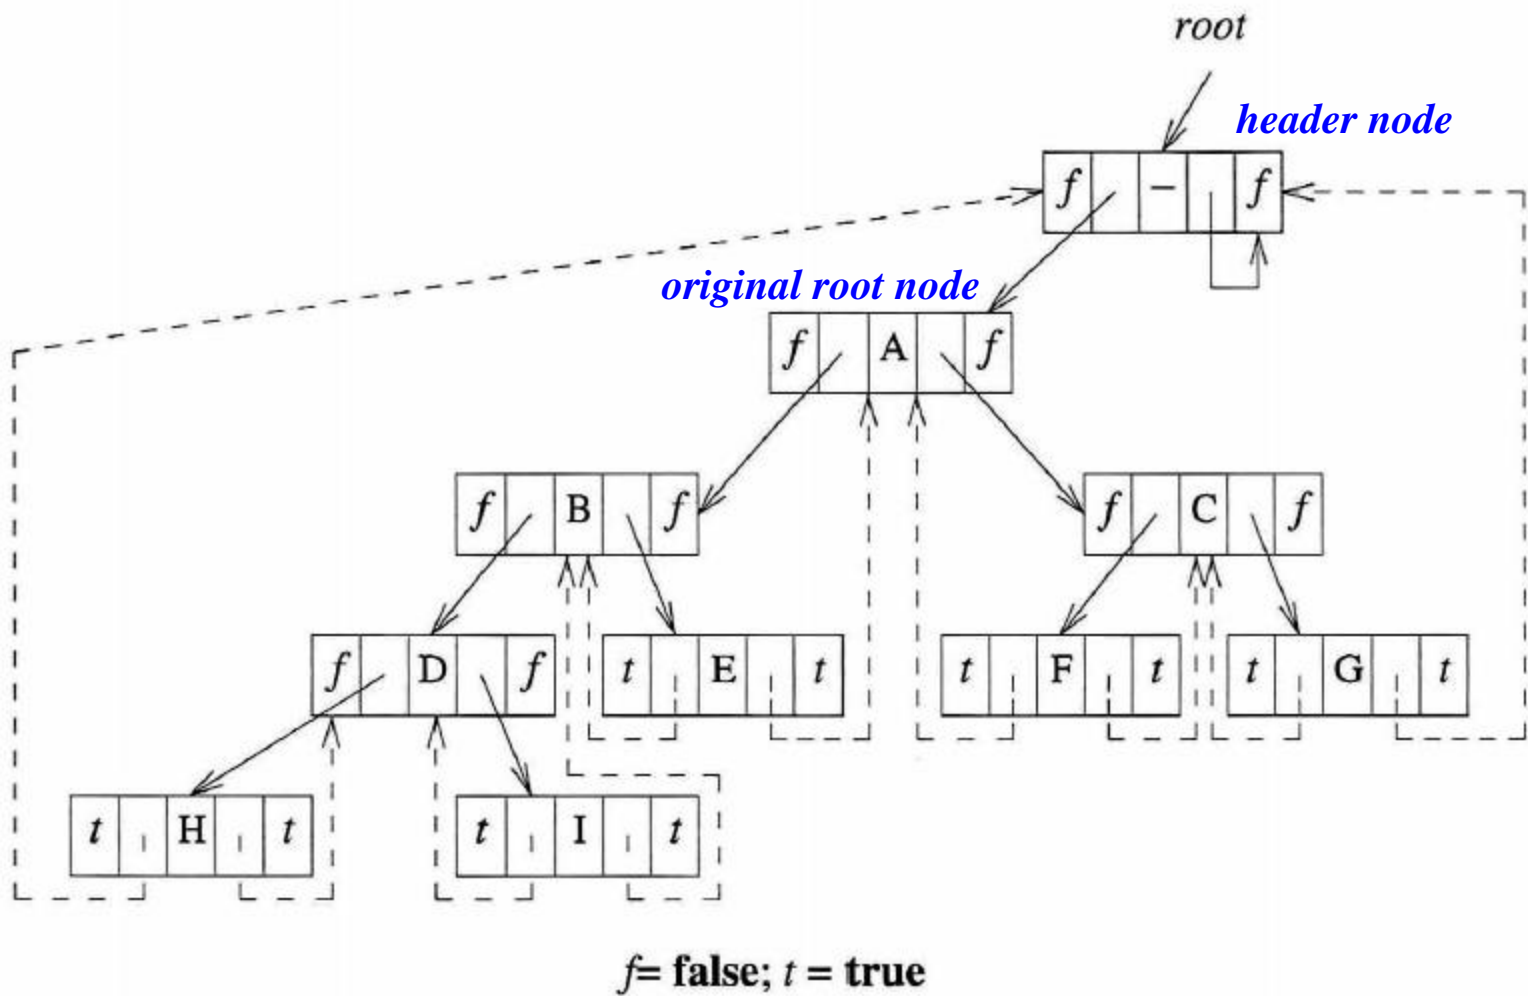 root
header node
f – f
original root node
f A f
f B f
f C f
f D f
t E t
t F t
t G t
t H t
t I t
f= false; t = true